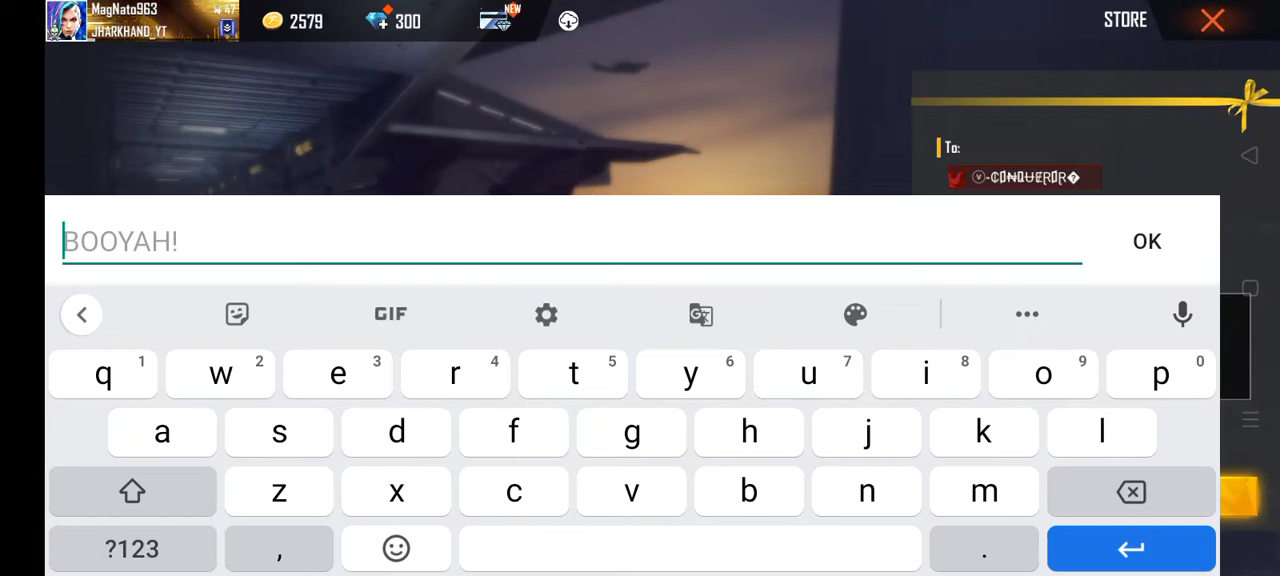 MagNato963
47
JHARKHAND_YT
2579
300
NEW
STORE
To:
BOOYAH!
OK
GIF
q 1 w 2 e 3 r 4 t 5 y 6 u 7 i 8 o 9 p 0
a s d f g h j k l
z x c v b n m
?123 , .